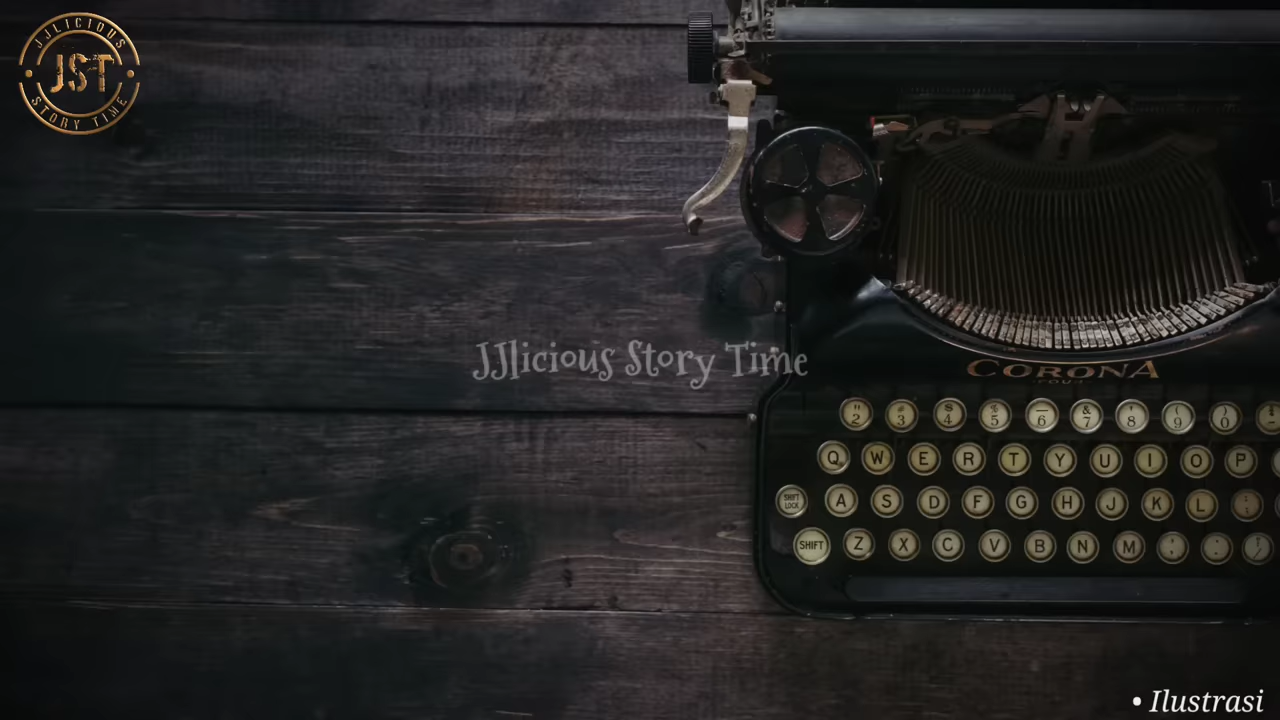 JJLICIOUS
JST
STORY TIME
JJlicious Story Time
CORONA
FOUR
" 2 # 3 $ 4 % 5 — 6 & 7 ' 8 ( 9 ) 0
Q W E R T Y U I O P
SHIFT LOCK A S D F G H J K L
SHIFT Z X C V B N M
• Ilustrasi